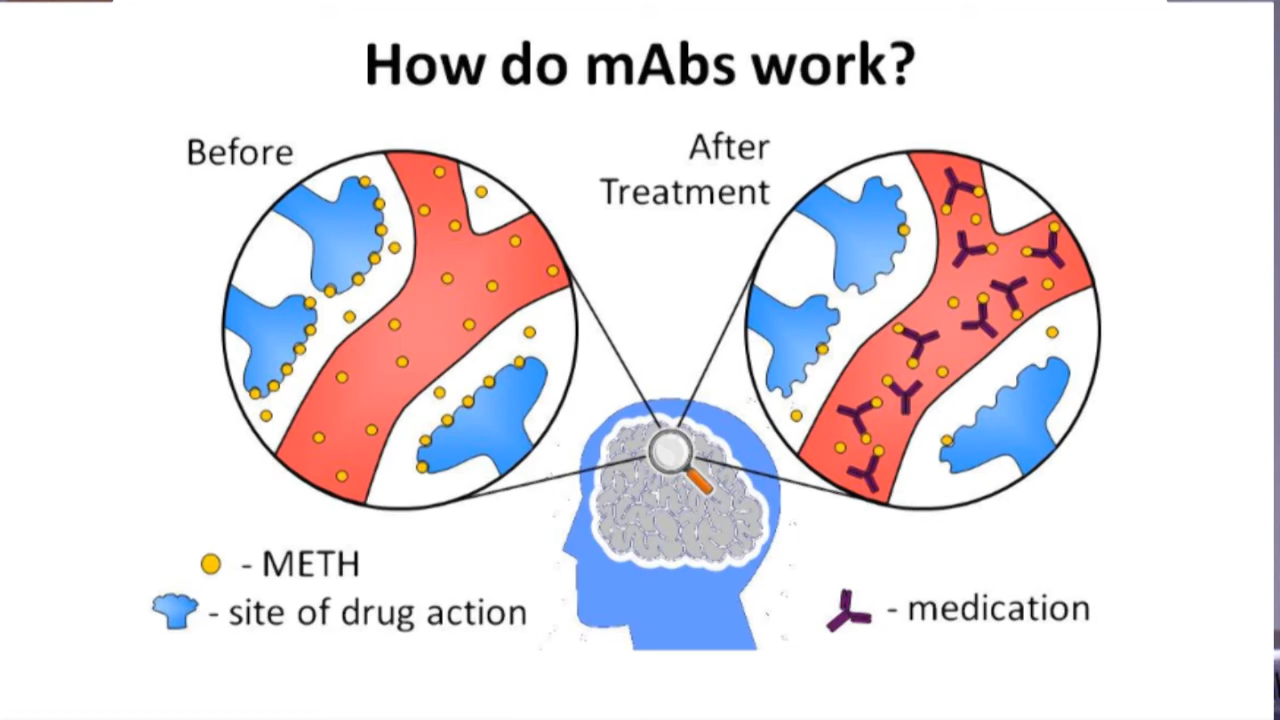 How do mAbs work?
Before
After
Treatment
- METH
- site of drug action
- medication